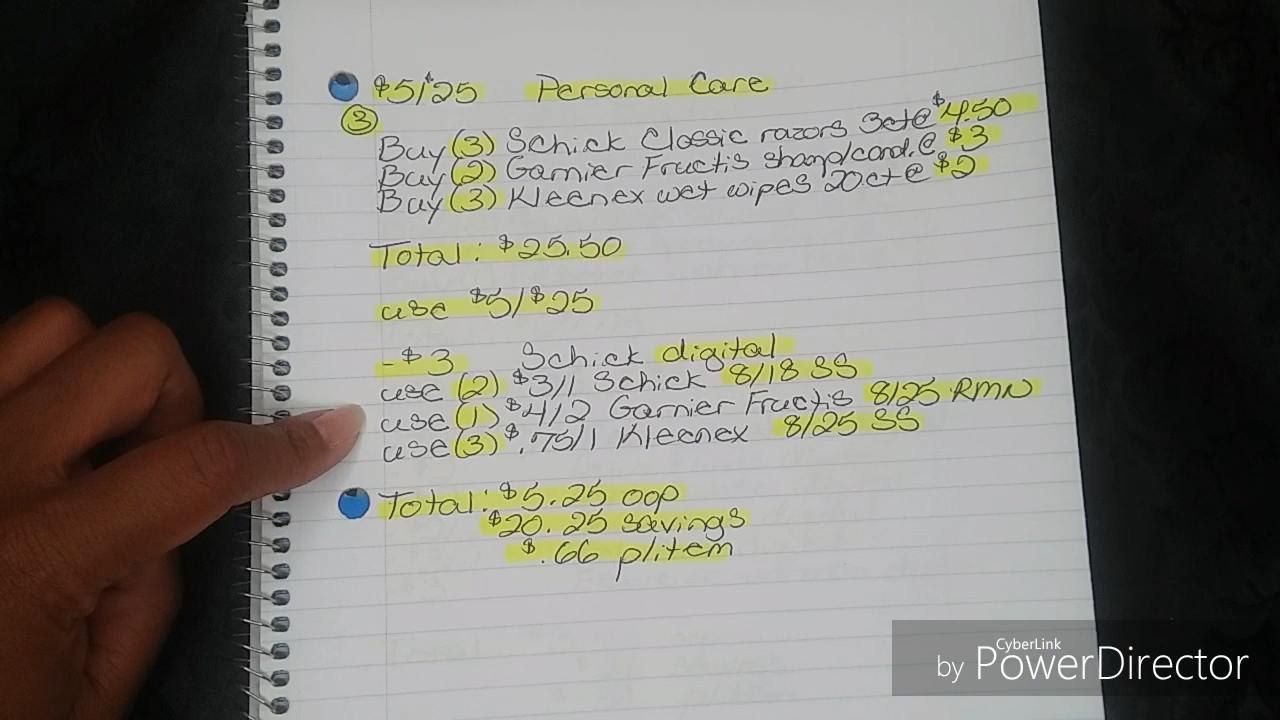 $5/$25 Personal Care
3
Buy (3) Schick Classic razors 3ct@ $4.50
Buy (2) Garnier Fructis shamp/cond.@ $3
Buy (3) Kleenex wet wipes 20ct@ $2
Total: $25.50
use $5/$25
-$3 Schick digital
use (2) $3/1 Schick 8/18 SS
use (1) $4/2 Garnier Fructis 8/25 RMN
use (3) $.75/1 Kleenex 8/25 SS
Total: $5.25 oop
$20.25 savings
$.66 p/item
CyberLink
by PowerDirector